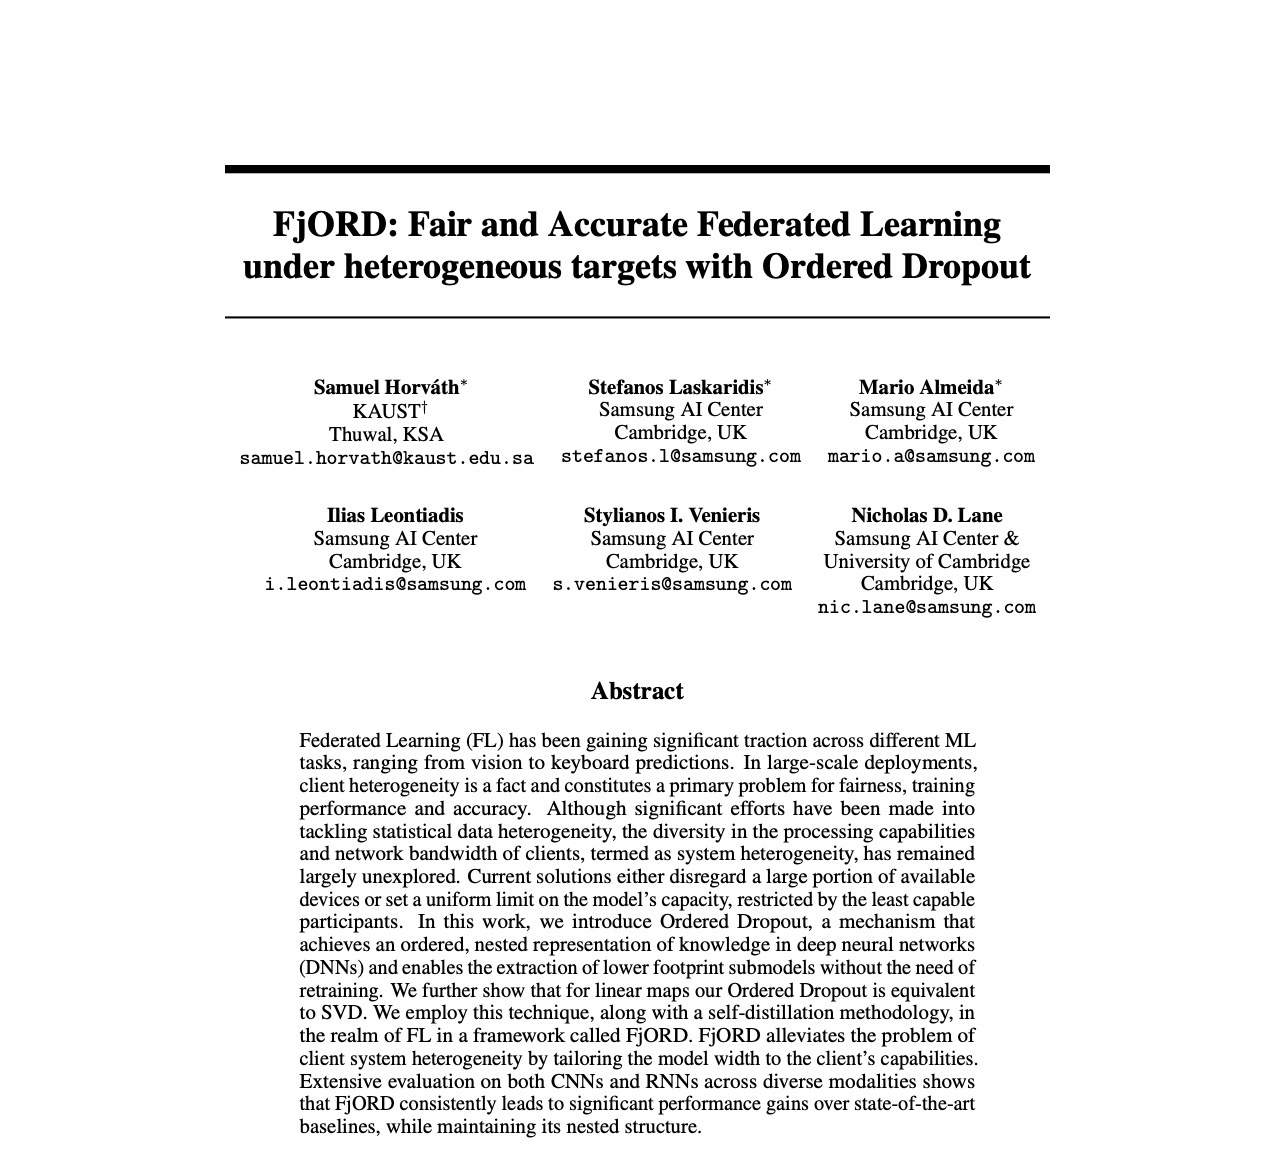 FjORD: Fair and Accurate Federated Learning
under heterogeneous targets with Ordered Dropout
Samuel Horváth* Stefanos Laskaridis* Mario Almeida*
KAUST† Samsung AI Center Samsung AI Center
Thuwal, KSA Cambridge, UK Cambridge, UK
samuel.horvath@kaust.edu.sa stefanos.l@samsung.com mario.a@samsung.com
Ilias Leontiadis Stylianos I. Venieris Nicholas D. Lane
Samsung AI Center Samsung AI Center Samsung AI Center &
Cambridge, UK Cambridge, UK University of Cambridge
i.leontiadis@samsung.com s.venieris@samsung.com Cambridge, UK
nic.lane@samsung.com
Abstract
Federated Learning (FL) has been gaining significant traction across different ML
tasks, ranging from vision to keyboard predictions. In large-scale deployments,
client heterogeneity is a fact and constitutes a primary problem for fairness, training
performance and accuracy. Although significant efforts have been made into
tackling statistical data heterogeneity, the diversity in the processing capabilities
and network bandwidth of clients, termed as system heterogeneity, has remained
largely unexplored. Current solutions either disregard a large portion of available
devices or set a uniform limit on the model's capacity, restricted by the least capable
participants. In this work, we introduce Ordered Dropout, a mechanism that
achieves an ordered, nested representation of knowledge in deep neural networks
(DNNs) and enables the extraction of lower footprint submodels without the need of
retraining. We further show that for linear maps our Ordered Dropout is equivalent
to SVD. We employ this technique, along with a self-distillation methodology, in
the realm of FL in a framework called FjORD. FjORD alleviates the problem of
client system heterogeneity by tailoring the model width to the client's capabilities.
Extensive evaluation on both CNNs and RNNs across diverse modalities shows
that FjORD consistently leads to significant performance gains over state-of-the-art
baselines, while maintaining its nested structure.